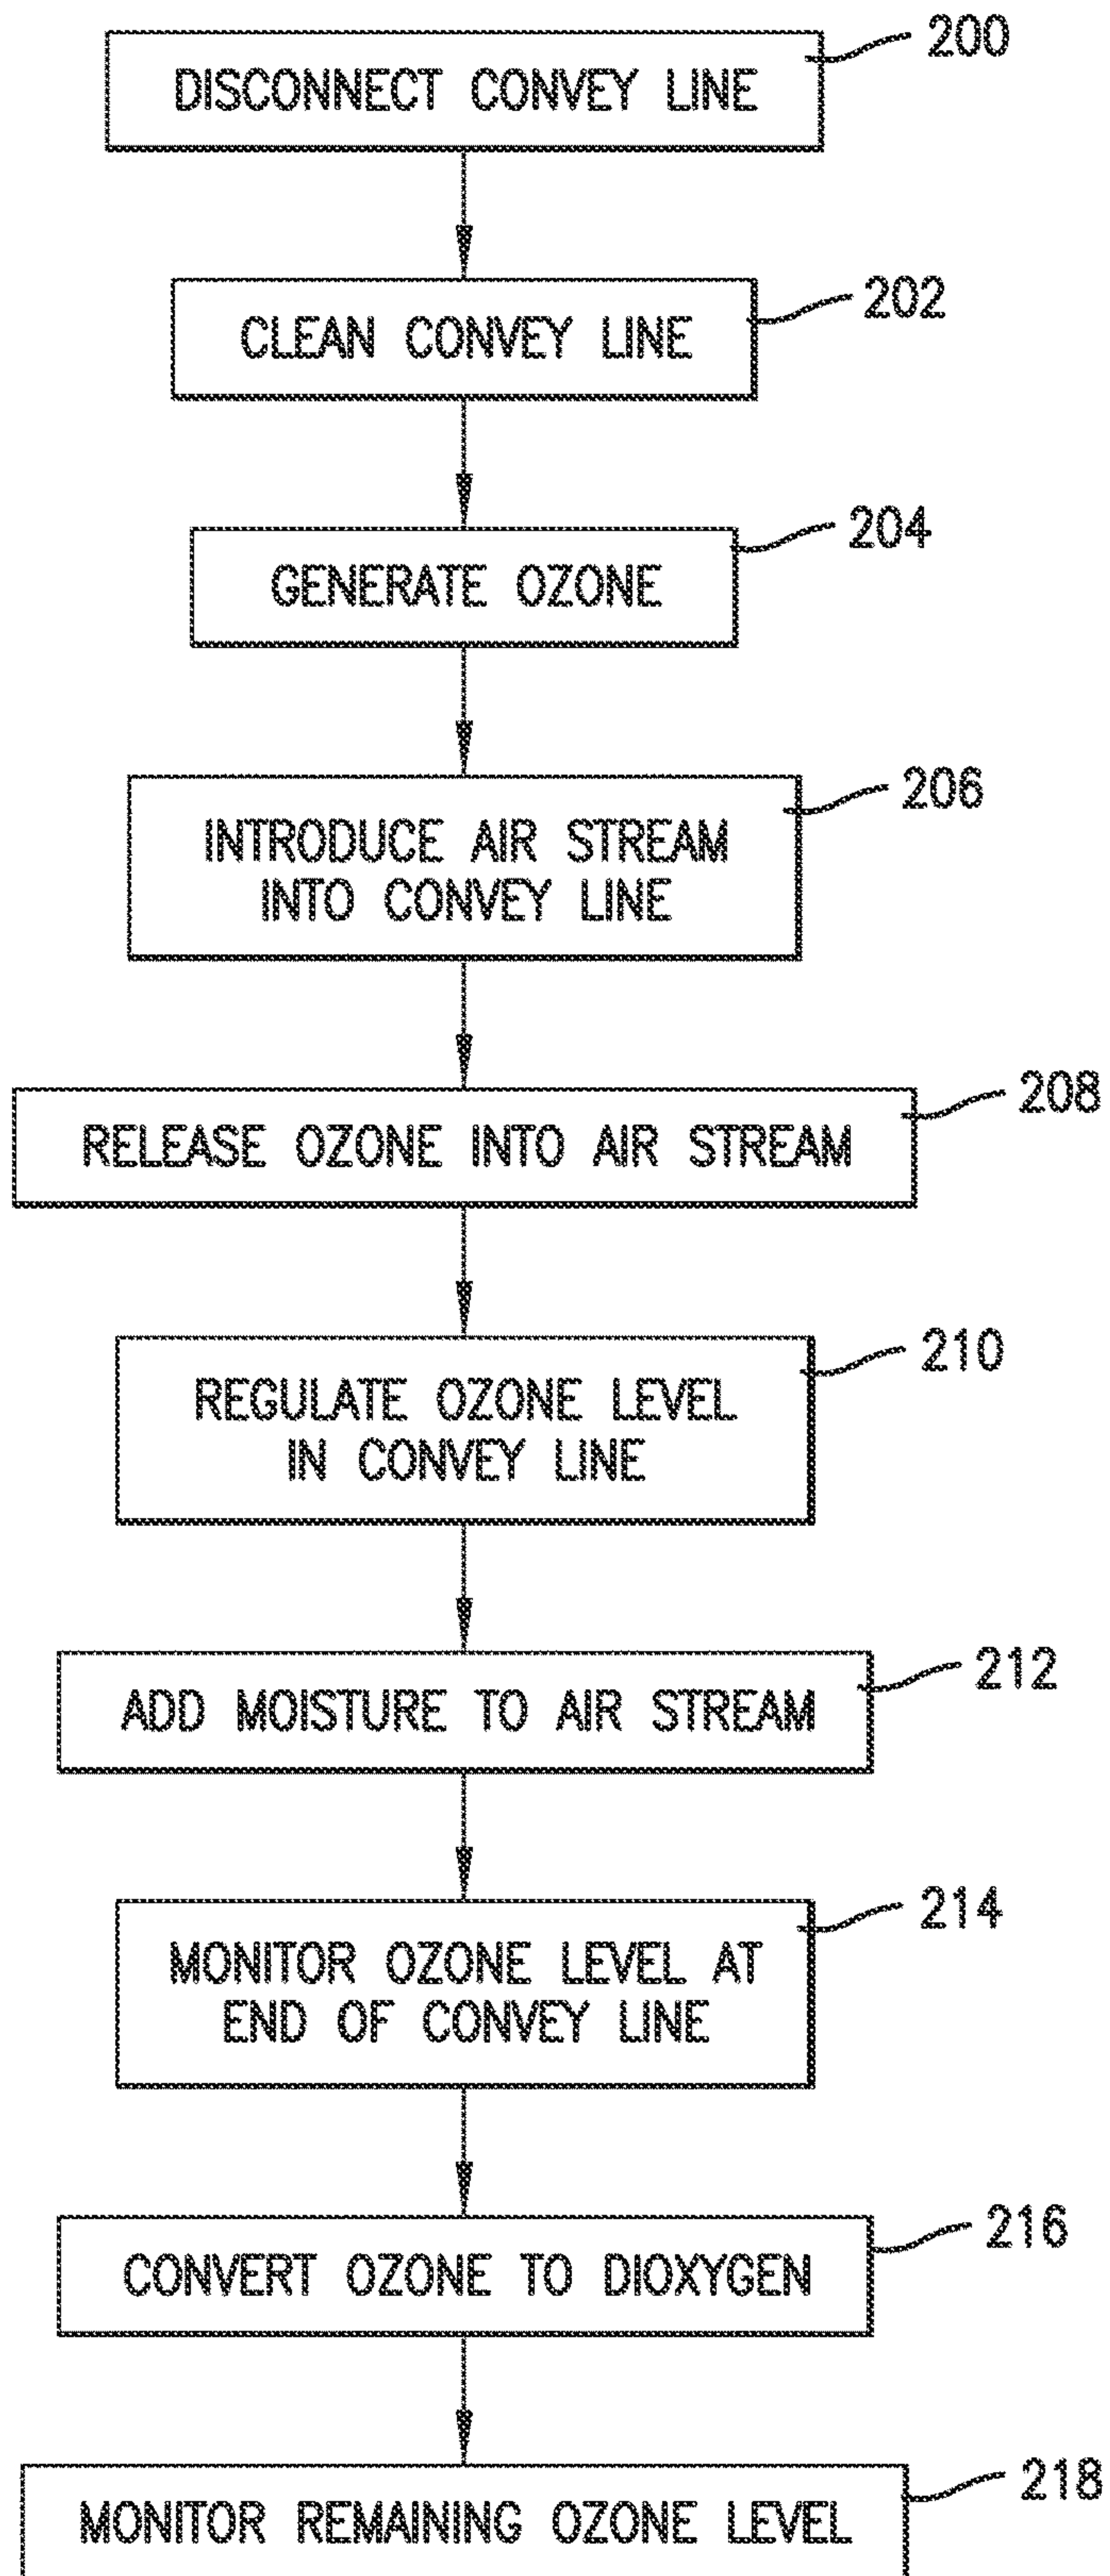 200
DISCONNECT CONVEY LINE
202
CLEAN CONVEY LINE
204
GENERATE OZONE
206
INTRODUCE AIR STREAM
INTO CONVEY LINE
208
RELEASE OZONE INTO AIR STREAM
210
REGULATE OZONE LEVEL
IN CONVEY LINE
212
ADD MOISTURE TO AIR STREAM
214
MONITOR OZONE LEVEL AT
END OF CONVEY LINE
216
CONVERT OZONE TO DIOXYGEN
218
MONITOR REMAINING OZONE LEVEL